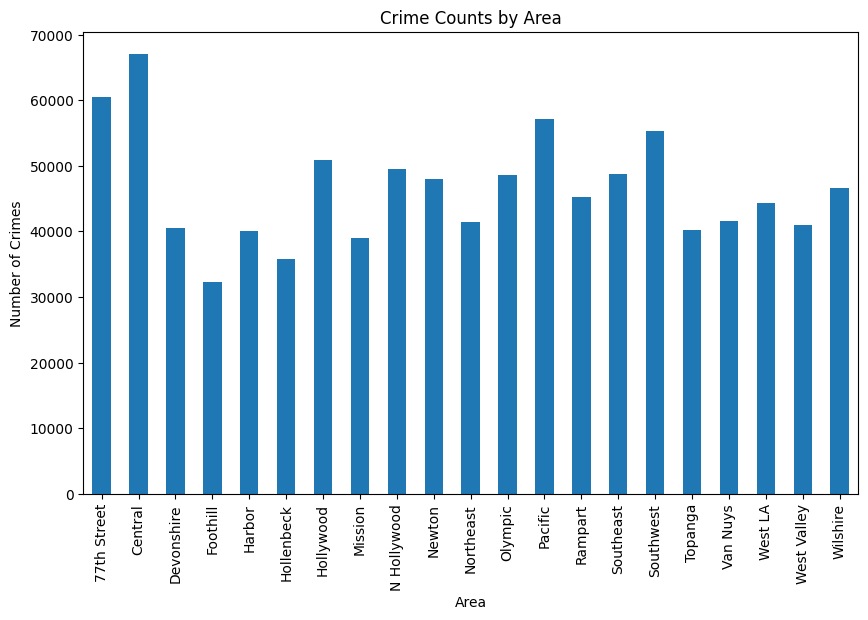 Crime Counts by Area
Number of Crimes
70000
60000
50000
40000
30000
20000
10000
0
77th Street
Central
Devonshire
Foothill
Harbor
Hollenbeck
Hollywood
Mission
N Hollywood
Newton
Northeast
Olympic
Pacific
Rampart
Southeast
Southwest
Topanga
Van Nuys
West LA
West Valley
Wilshire
Area